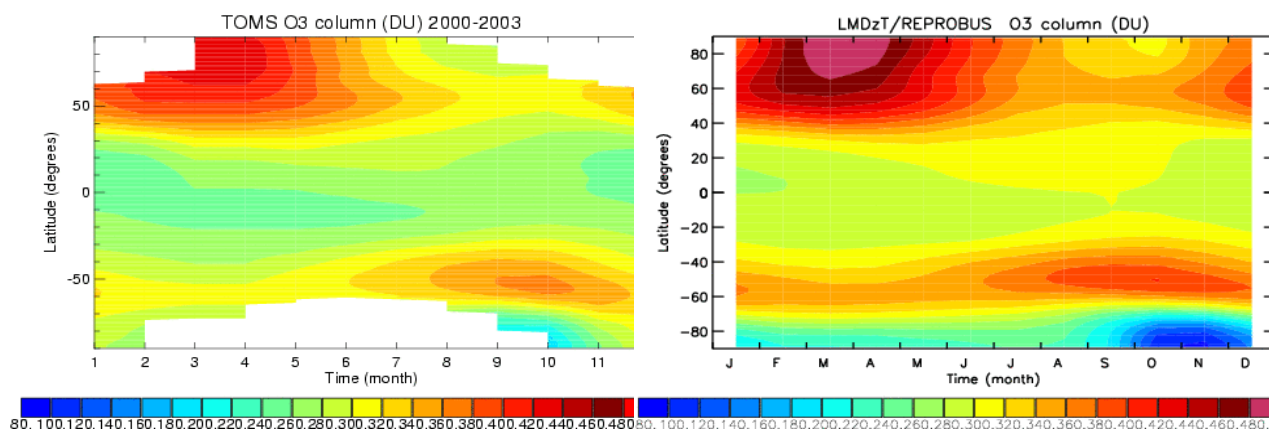 TOMS O3 column (DU) 2000-2003
50
0
-50
Latitude (degrees)
1 2 3 4 5 6 7 8 9 10 11
Time (month)
80. 100.120.140.160.180.200.220.240.260.280.300.320.340.360.380.400.420.440.460.480
LMDzT/REPROBUS O3 column (DU)
80
60
40
20
0
-20
-40
-60
-80
Latitude (degrees)
J F M A M J J A S O N D
Time (month)
80. 100.120.140.160.180.200.220.240.260.280.300.320.340.360.380.400.420.440.460.480.